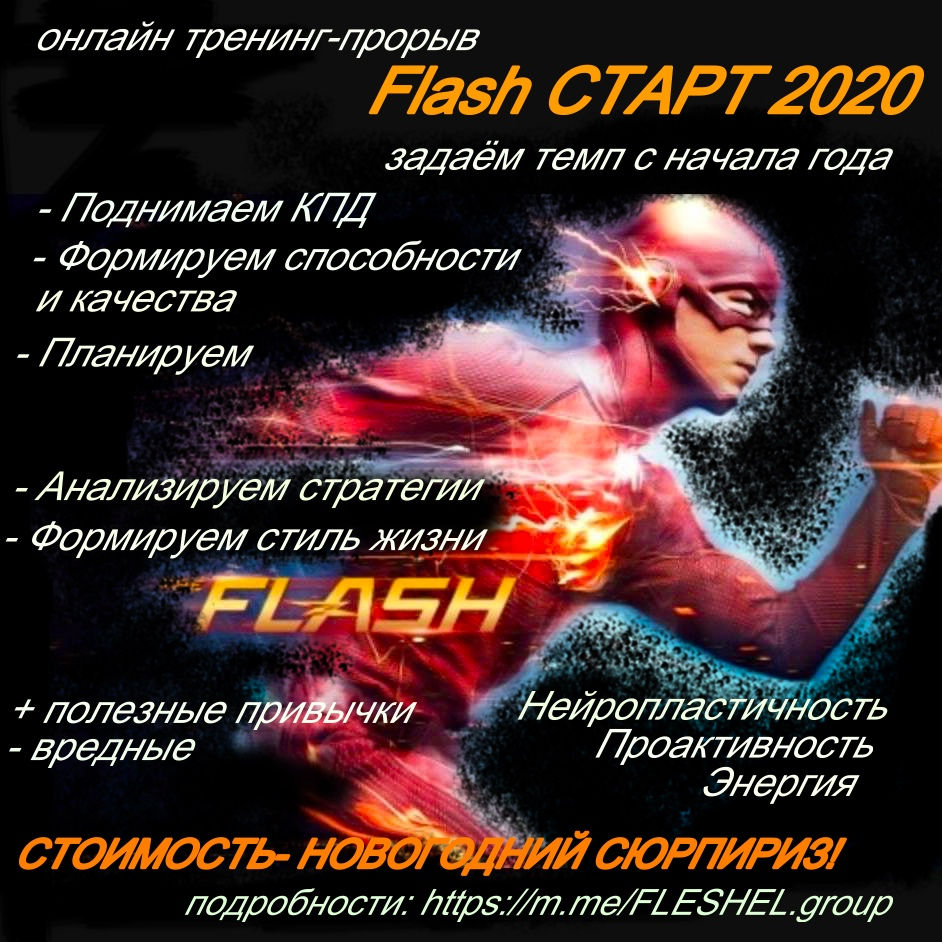 онлайн тренинг-прорыв
Flash СТАРТ 2020
задаём темп с начала года
- Поднимаем КПД
- Формируем способности
и качества
- Планируем
- Анализируем стратегии
- Формируем стиль жизни
THE
FLASH
+ полезные привычки
- вредные
Нейропластичность
Проактивность
Энергия
СТОИМОСТЬ- НОВОГОДНИЙ СЮРПИРИЗ!
подробности: https://m.me/FLESHEL.group